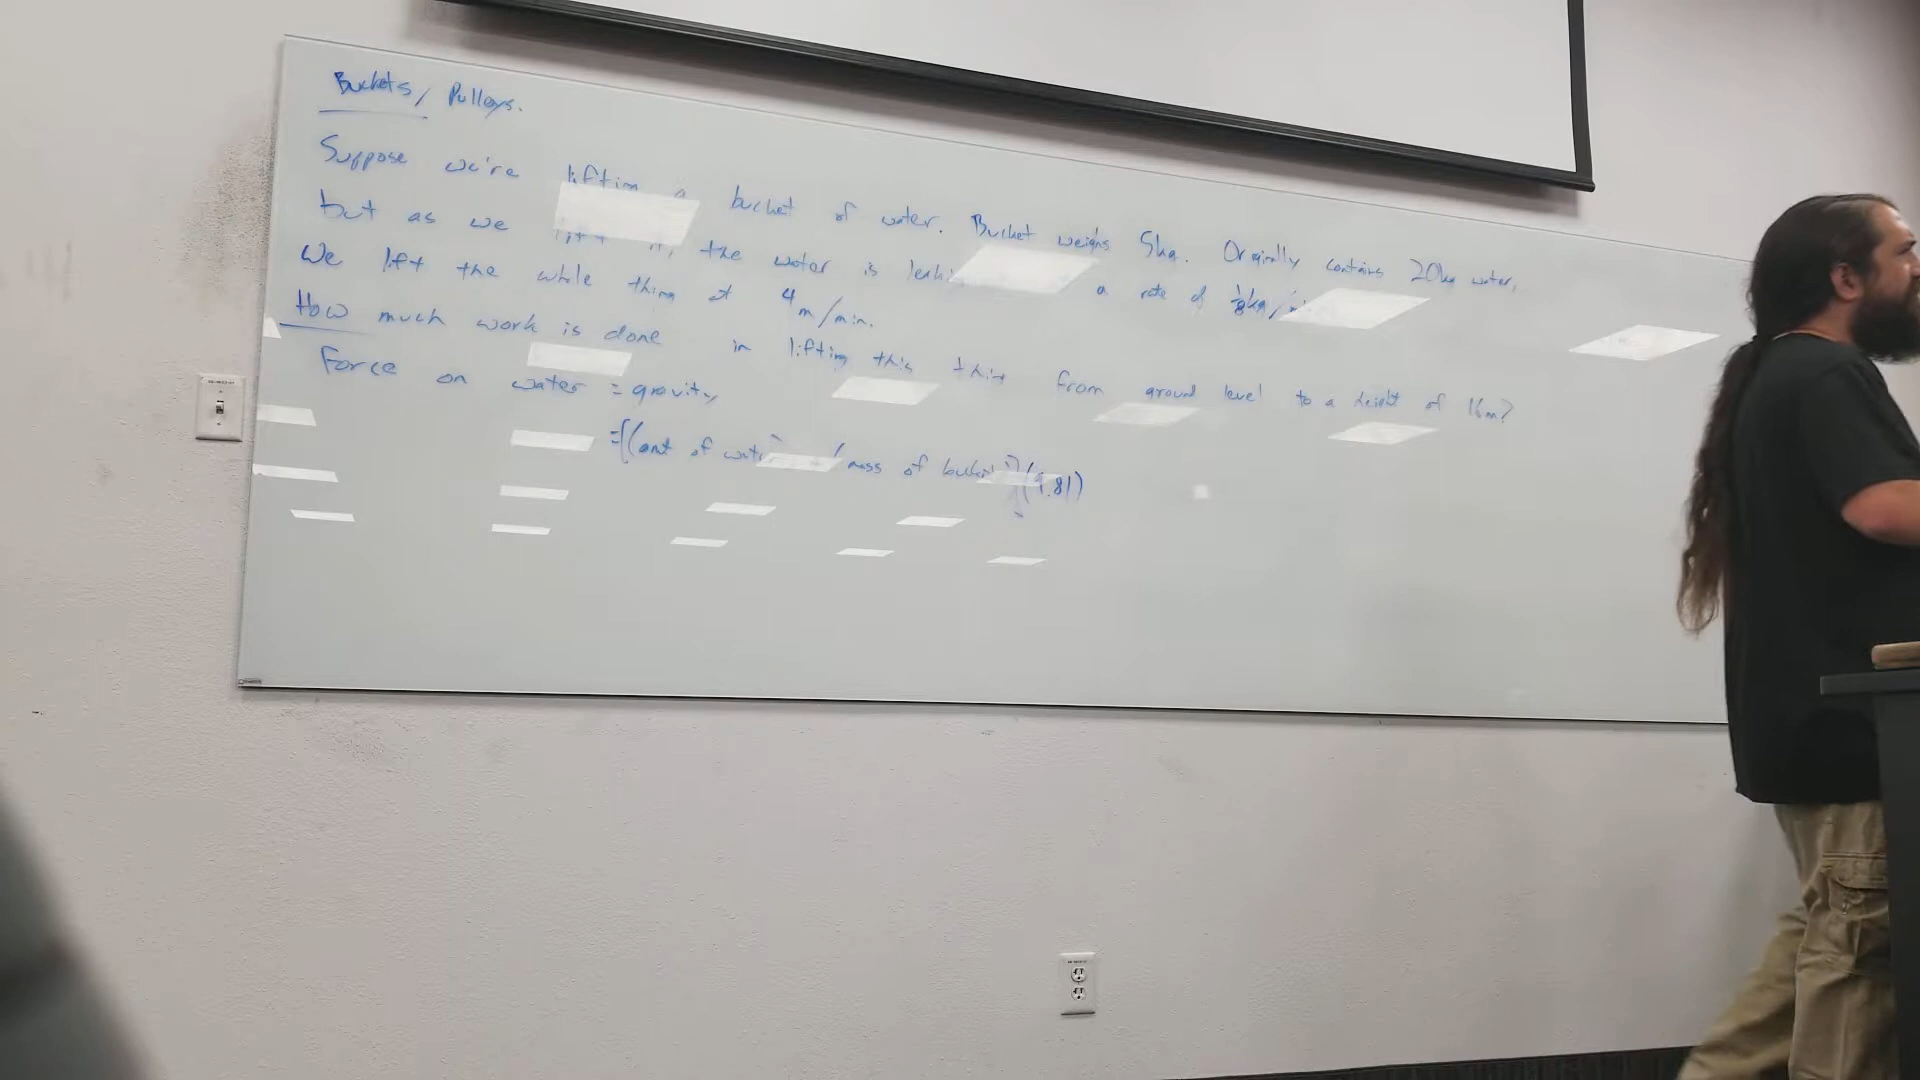 Buckets/ Pulleys.
Suppose we're lifting a bucket of water. Bucket weighs 5kg. Originally contains 20kg water,
but as we lift it, the water is a rate of
We lift the whole thing at 4 m/min.
How much work is done in lifting this thing from ground level to a height of 16m?
Force on water = gravity
=[(amt of water) + (mass of bucket)](9.81)